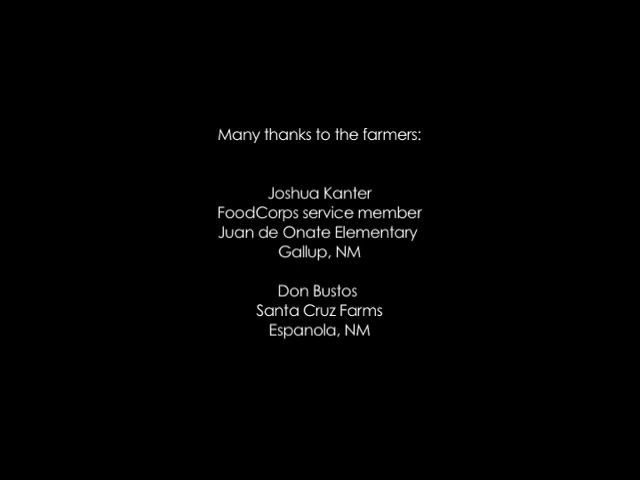 Many thanks to the farmers:
Joshua Kanter
FoodCorps service member
Juan de Onate Elementary
Gallup, NM
Don Bustos
Santa Cruz Farms
Espanola, NM